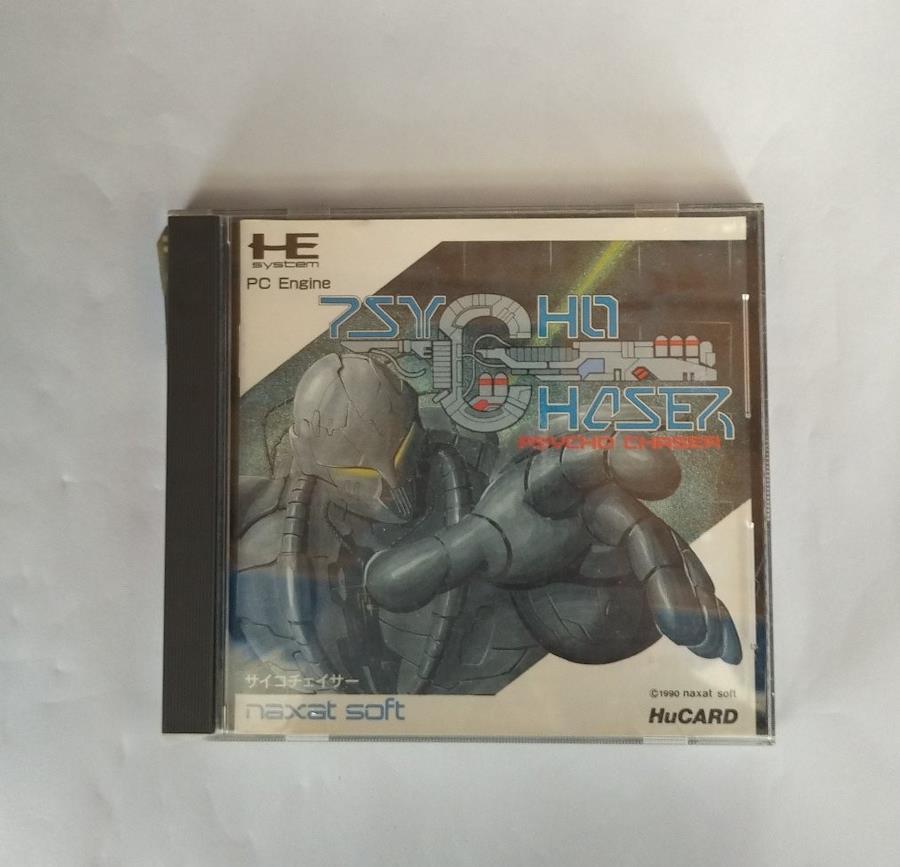 HE
system
PC Engine
PSYCHO
CHASER
PSYCHO CHASER
サイコチェイサー
naxat soft
©1990 naxat soft
HuCARD